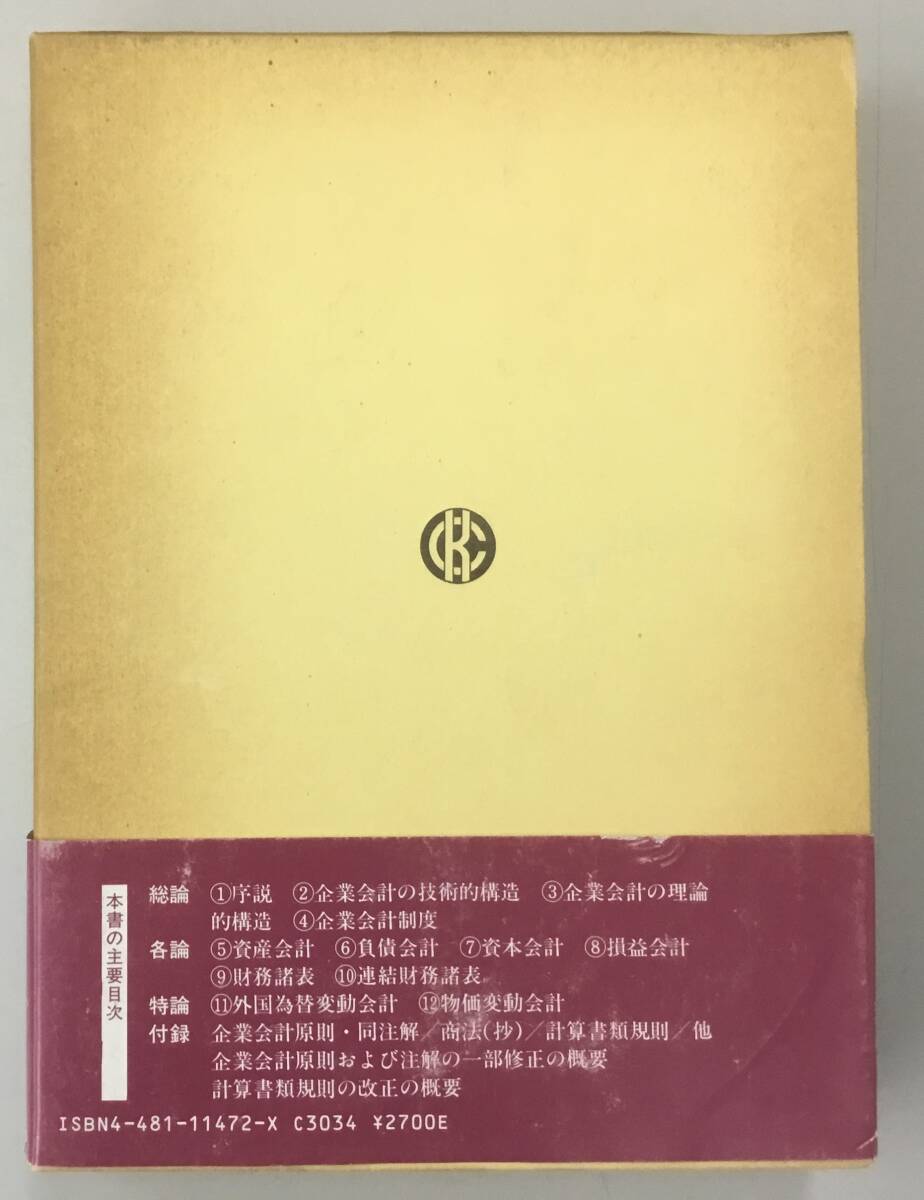 本書の主要目次
総論 ①序説 ②企業会計の技術的構造 ③企業会計の理論
的構造 ④企業会計制度
各論 ⑤資産会計 ⑥負債会計 ⑦資本会計 ⑧損益会計
⑨財務諸表 ⑩連結財務諸表
特論 ⑪外国為替変動会計 ⑫物価変動会計
付録 企業会計原則・同注解/商法(抄)/計算書類規則/他
企業会計原則および注解の一部修正の概要
計算書類規則の改正の概要
ISBN4-481-11472-X C3034 ¥2700E